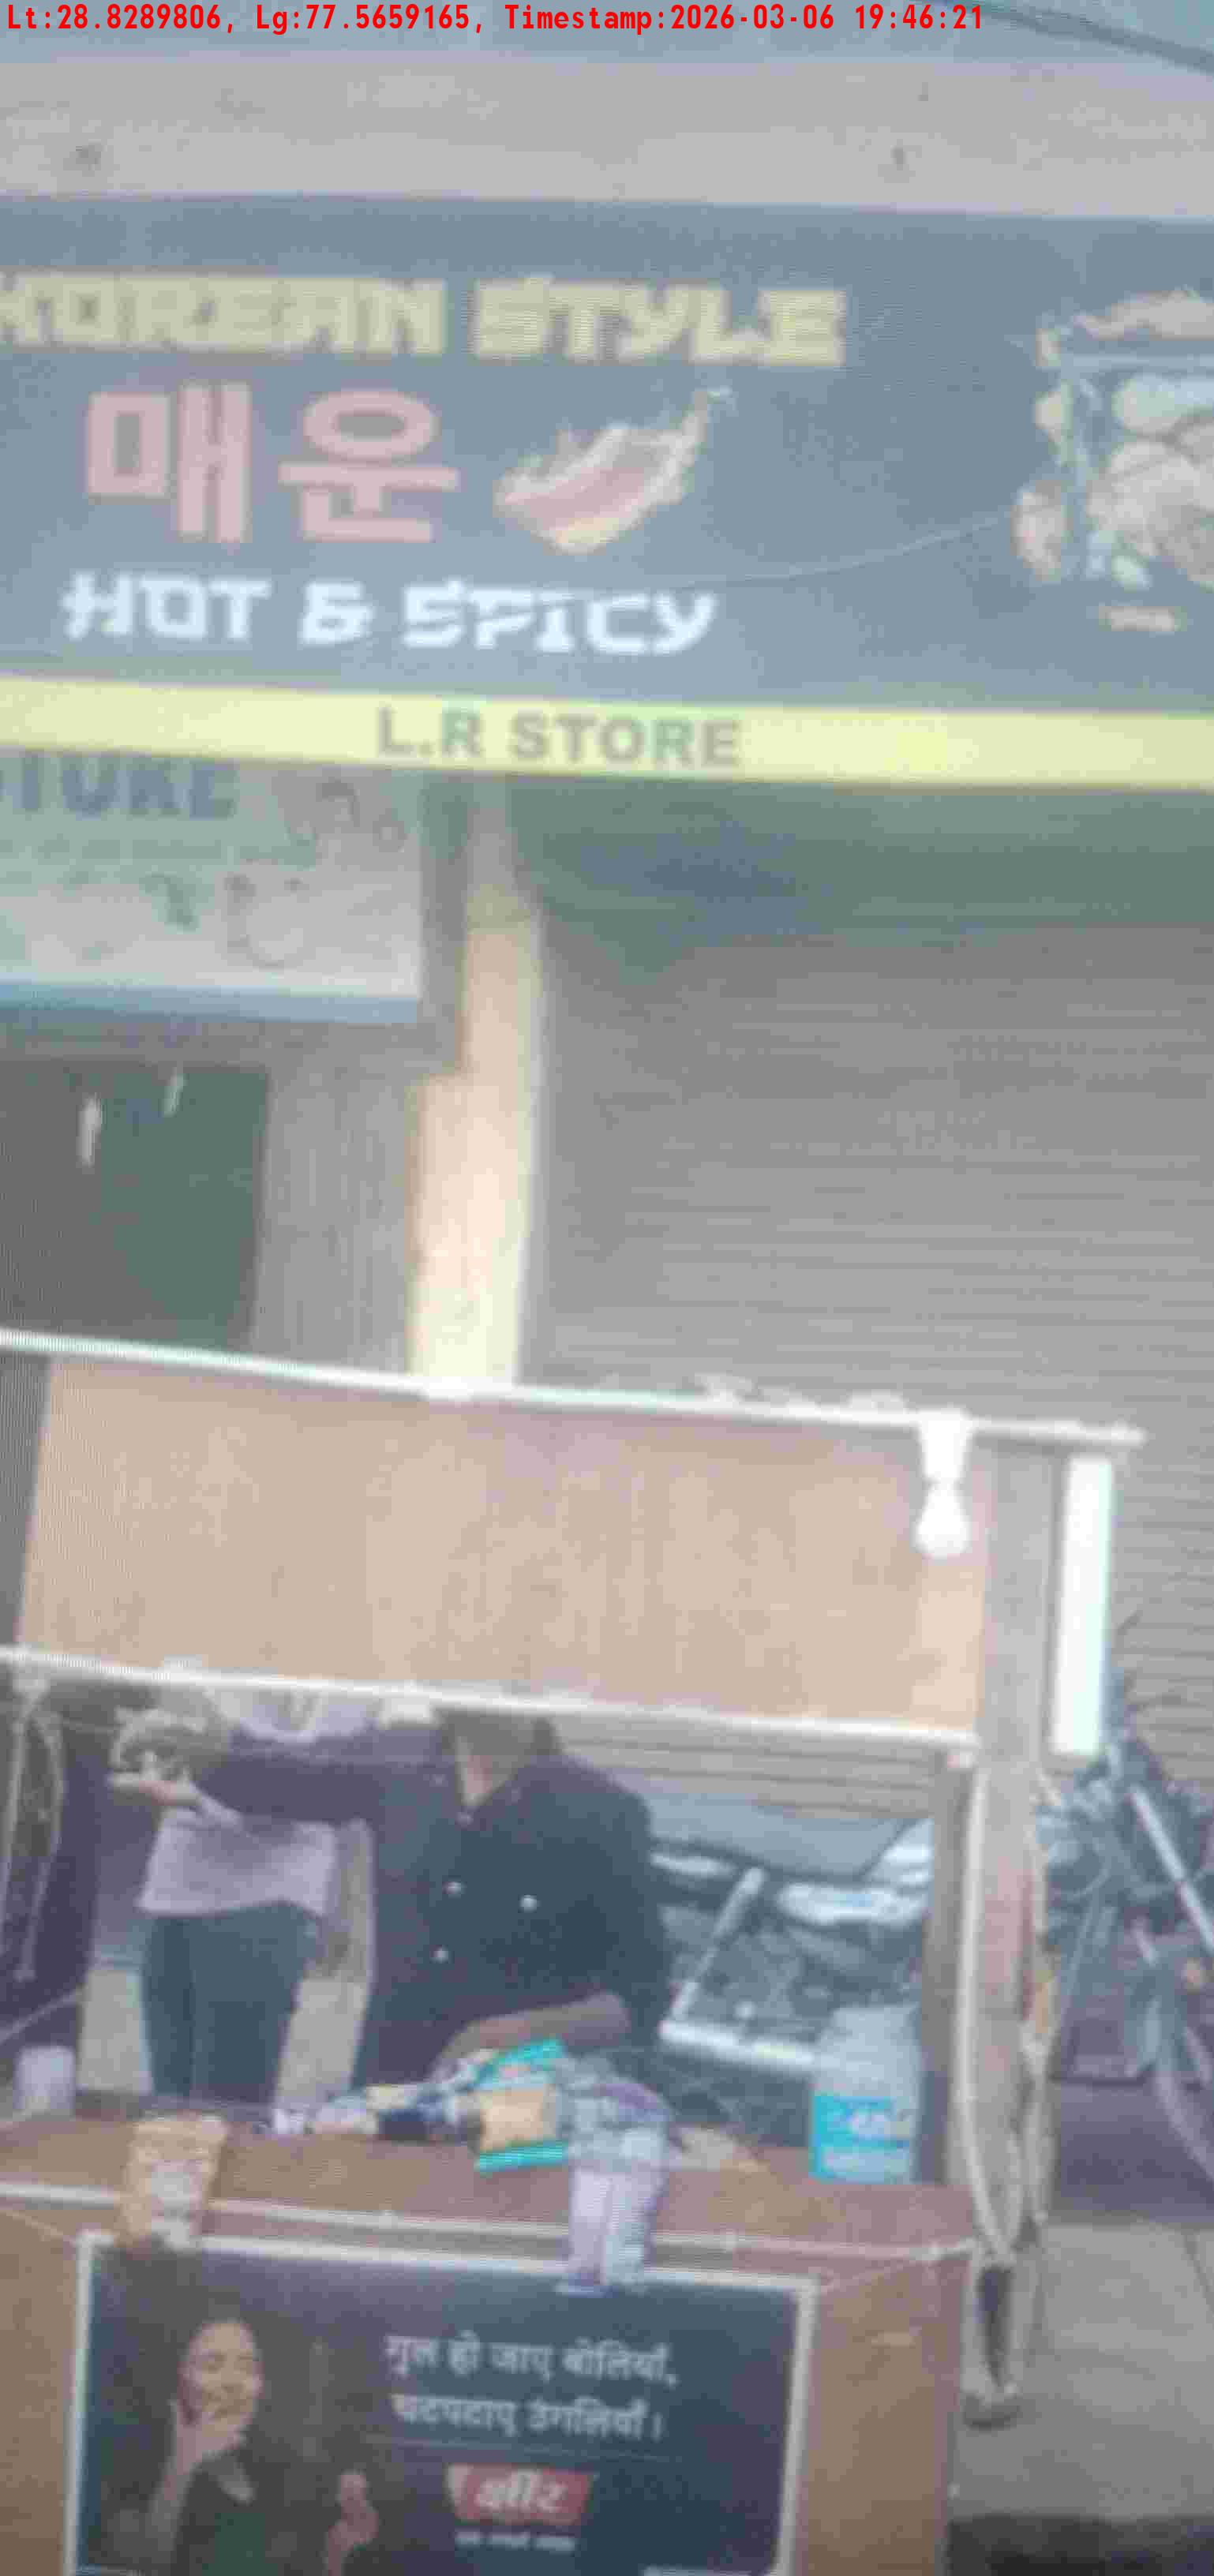 Lt:28.8289806, Lg:77.5659165, Timestamp:2026-03-06 19:46:21
KOREAN STYLE
매운
HOT & SPICY
L.R STORE
गुल हो जाए बोलियाँ,
चटपटाए उंगलियाँ।